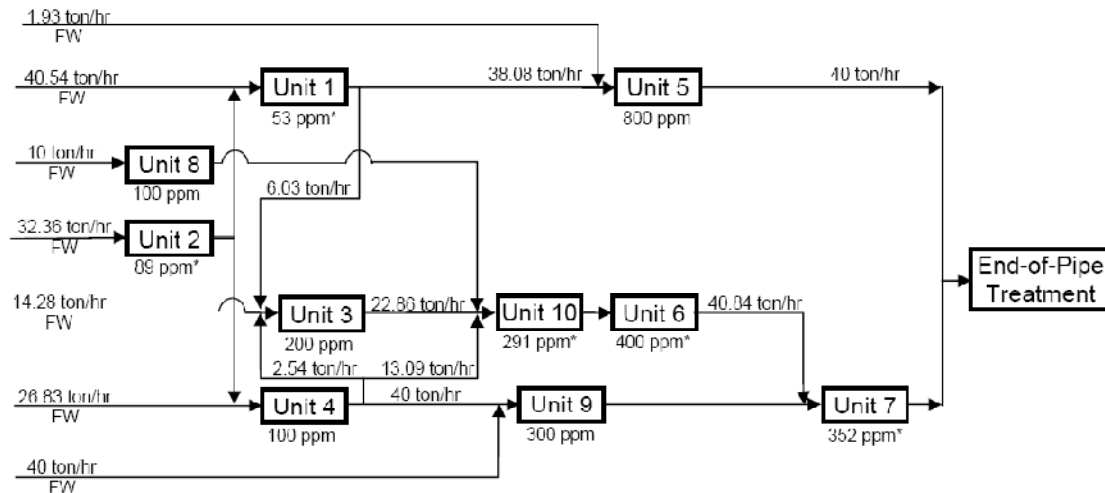 1.93 ton/hr
FW
40.54 ton/hr
FW
Unit 1
53 ppm*
38.08 ton/hr
Unit 5
800 ppm
40 ton/hr
10 ton/hr
FW
Unit 8
100 ppm
6.03 ton/hr
32.36 ton/hr
FW
Unit 2
89 ppm*
End-of-Pipe
Treatment
14.28 ton/hr
FW
Unit 3
200 ppm
22.86 ton/hr
Unit 10
291 ppm*
Unit 6
400 ppm*
40.84 ton/hr
2.54 ton/hr
13.09 ton/hr
26.83 ton/hr
FW
Unit 4
100 ppm
40 ton/hr
Unit 9
300 ppm
Unit 7
352 ppm*
40 ton/hr
FW